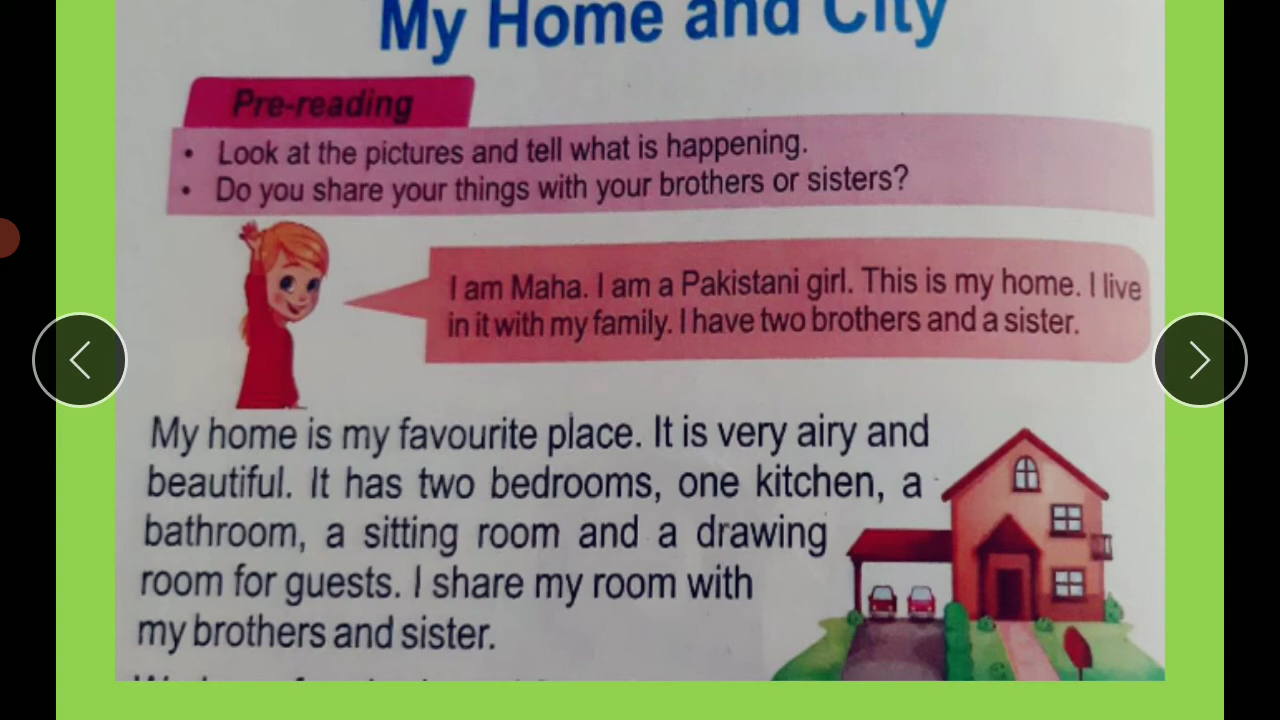 My Home and City
Pre-reading
• Look at the pictures and tell what is happening.
• Do you share your things with your brothers or sisters?
I am Maha. I am a Pakistani girl. This is my home. I live
in it with my family. I have two brothers and a sister.
My home is my favourite place. It is very airy and
beautiful. It has two bedrooms, one kitchen, a
bathroom, a sitting room and a drawing
room for guests. I share my room with
my brothers and sister.